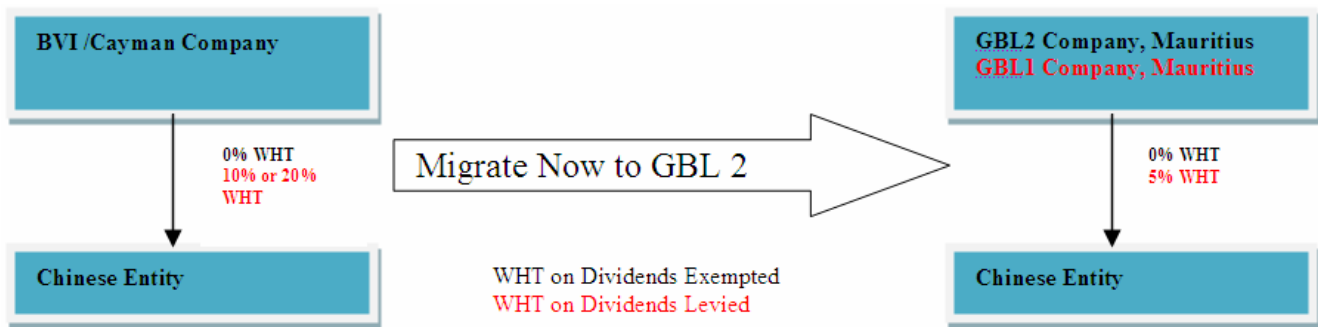 BVI /Cayman Company
0% WHT
10% or 20%
WHT
Chinese Entity
Migrate Now to GBL 2
WHT on Dividends Exempted
WHT on Dividends Levied
GBL2 Company, Mauritius
GBL1 Company, Mauritius
0% WHT
5% WHT
Chinese Entity